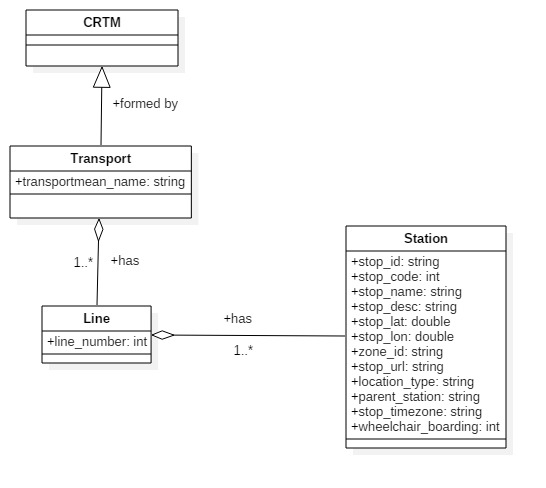 CRTM
+formed by
Transport
+transportmean_name: string
1..*
+has
Line
+line_number: int
+has
1..*
Station
+stop_id: string
+stop_code: int
+stop_name: string
+stop_desc: string
+stop_lat: double
+stop_lon: double
+zone_id: string
+stop_url: string
+location_type: string
+parent_station: string
+stop_timezone: string
+wheelchair_boarding: int